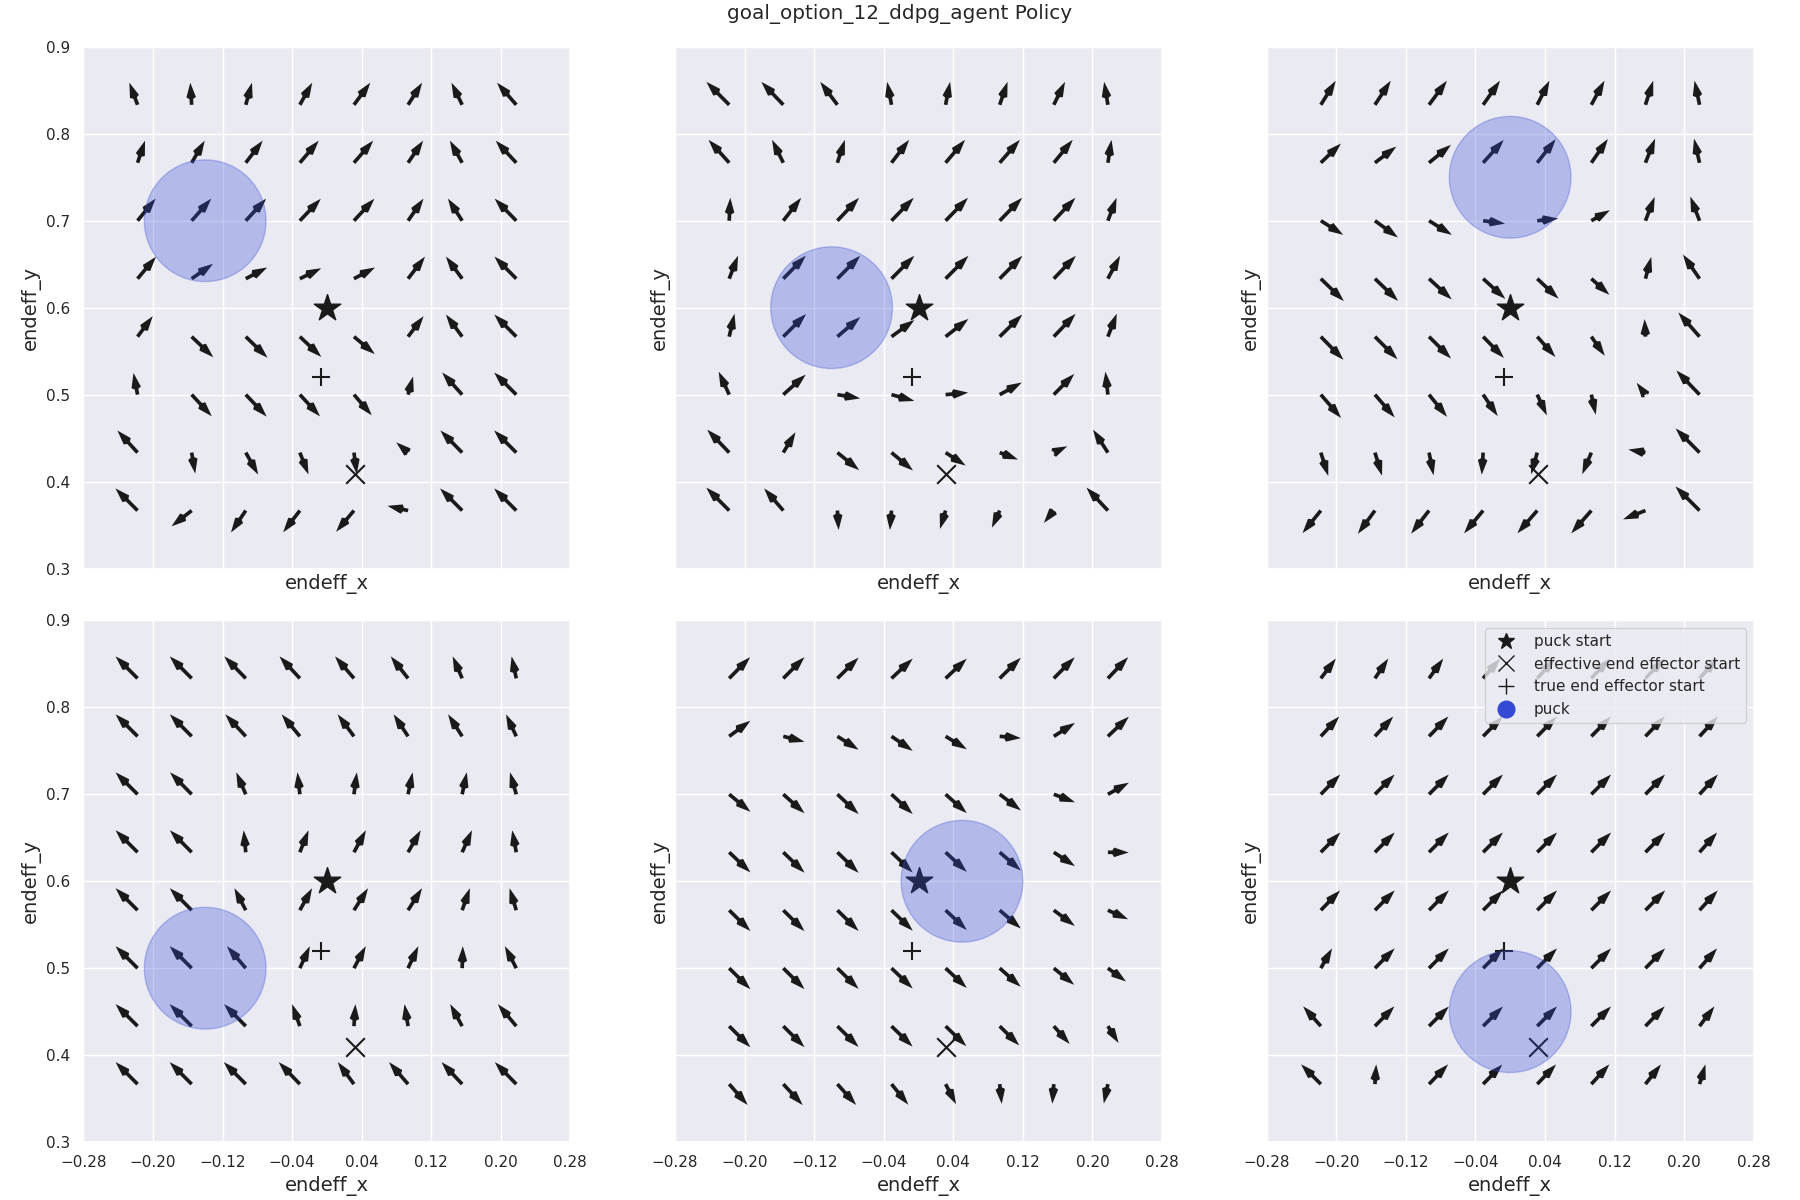 goal_option_12_ddpg_agent Policy
0.9
0.8
0.7
0.6
0.5
0.4
0.3
endeff_y
endeff_x
endeff_y
endeff_x
endeff_y
endeff_x
0.9
0.8
0.7
0.6
0.5
0.4
0.3
endeff_y
−0.28 −0.20 −0.12 −0.04 0.04 0.12 0.20 0.28
endeff_x
endeff_y
−0.28 −0.20 −0.12 −0.04 0.04 0.12 0.20 0.28
endeff_x
puck start
effective end effector start
true end effector start
puck
endeff_y
−0.28 −0.20 −0.12 −0.04 0.04 0.12 0.20 0.28
endeff_x